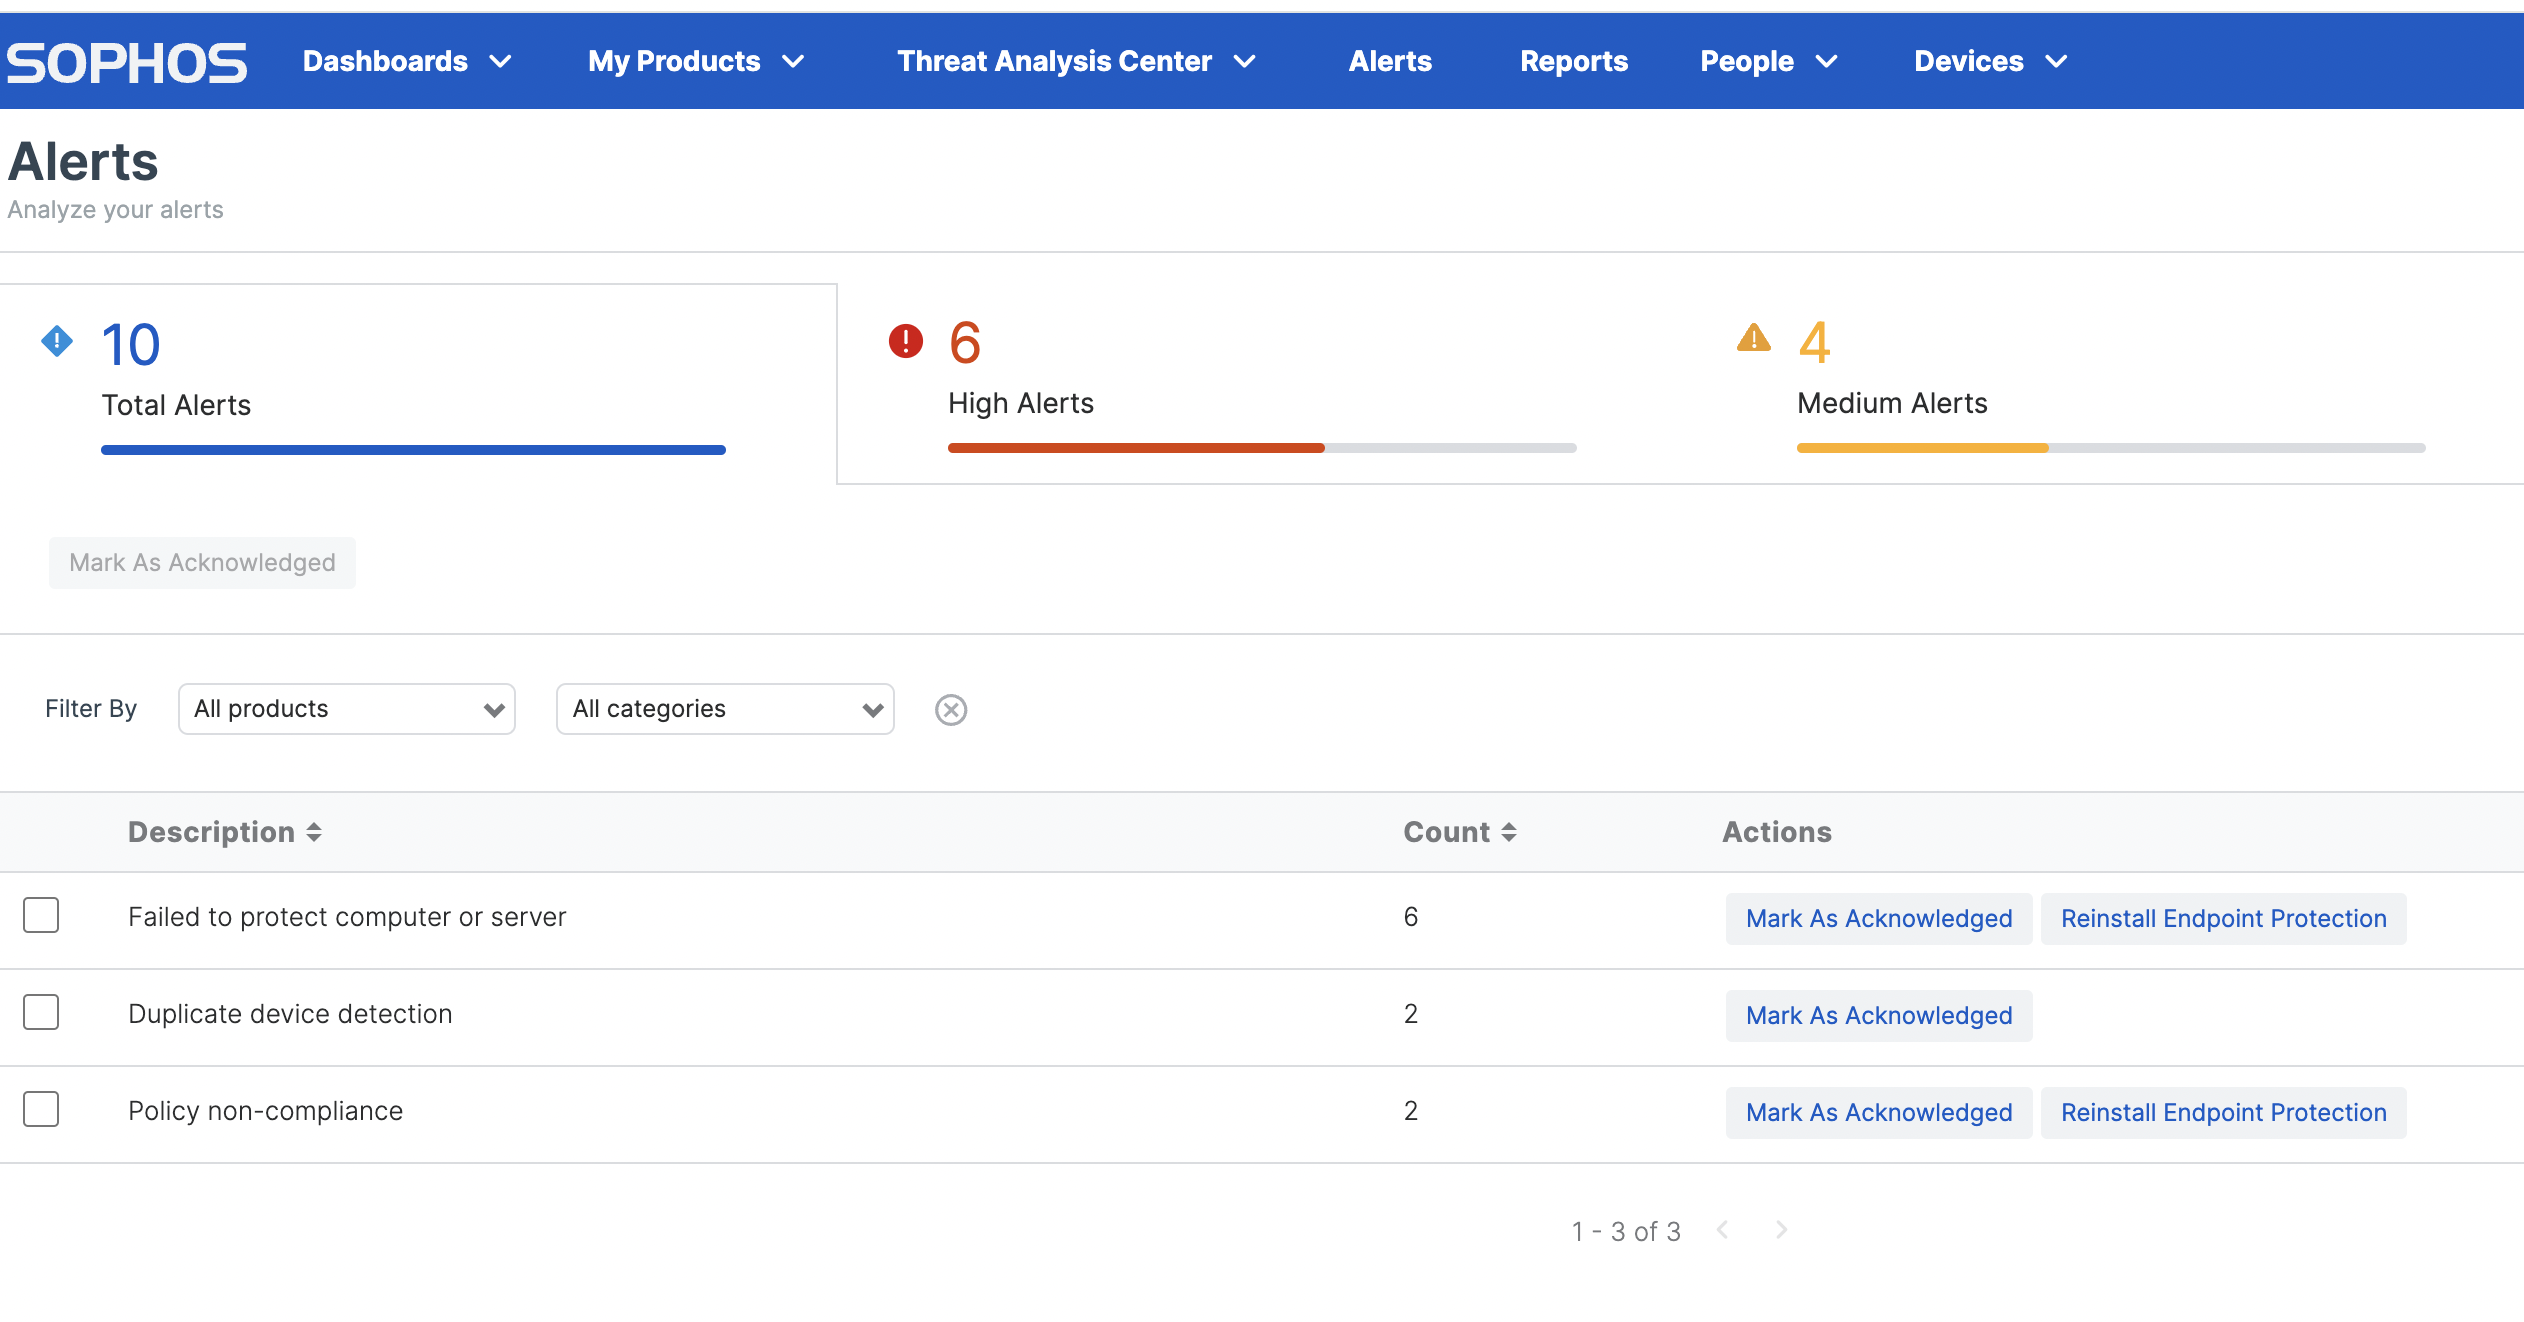 SOPHOS Dashboards My Products Threat Analysis Center Alerts Reports People Devices
Alerts
Analyze your alerts
10 6 4
Total Alerts High Alerts Medium Alerts
Mark As Acknowledged
Filter By All products All categories
Description Count Actions
Failed to protect computer or server 6 Mark As Acknowledged Reinstall Endpoint Protection
Duplicate device detection 2 Mark As Acknowledged
Policy non-compliance 2 Mark As Acknowledged Reinstall Endpoint Protection
1 - 3 of 3